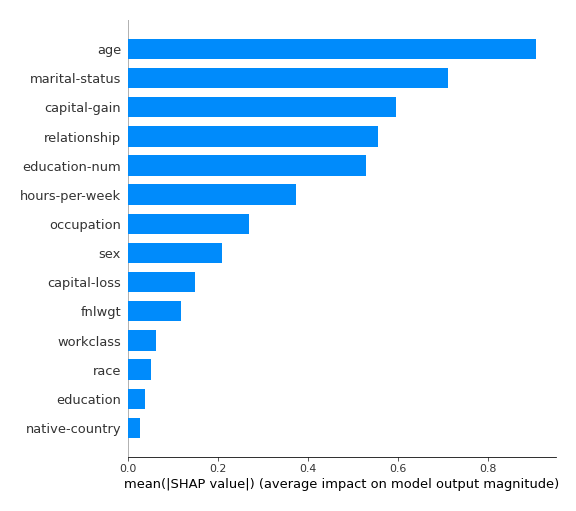 age
marital-status
capital-gain
relationship
education-num
hours-per-week
occupation
sex
capital-loss
fnlwgt
workclass
race
education
native-country
0.0 0.2 0.4 0.6 0.8
mean(|SHAP value|) (average impact on model output magnitude)